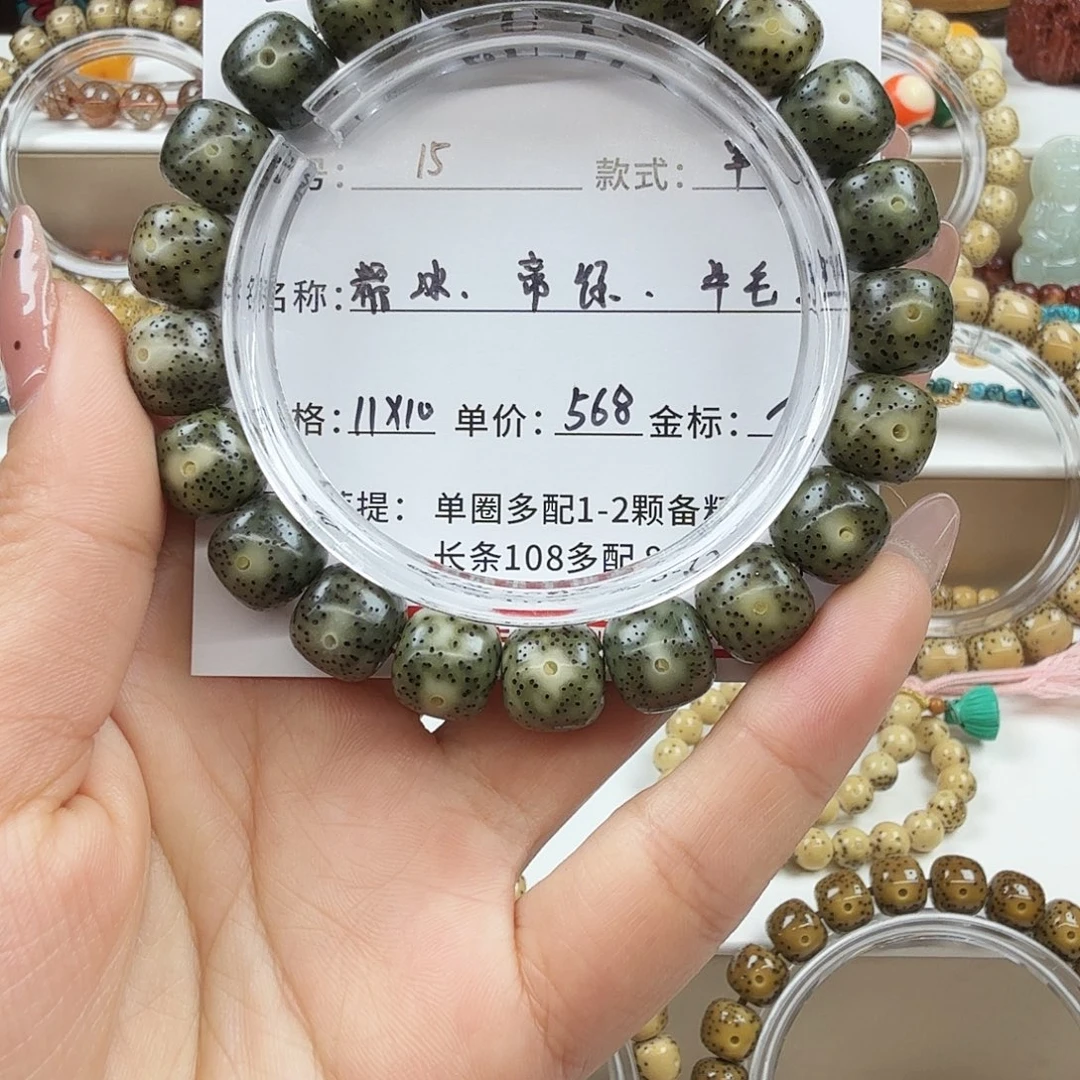 号: 15 款式:
名称: 冰. 帝 . 牛毛.
格: 11X10 单价: 568 金标:
提: 单圈多配1-2颗备
长条108多配